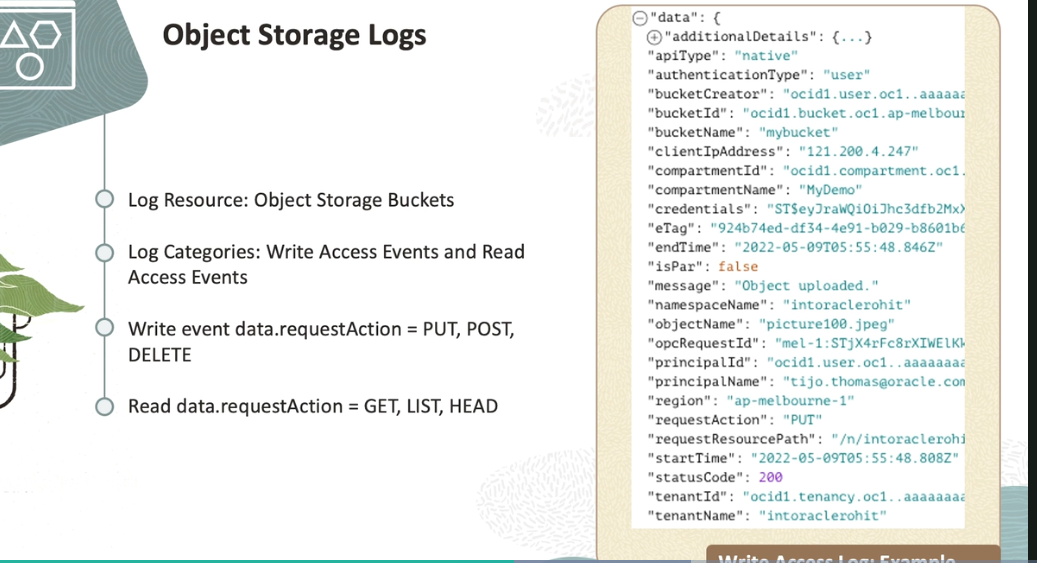 Object Storage Logs
Log Resource: Object Storage Buckets
Log Categories: Write Access Events and Read
Access Events
Write event data.requestAction = PUT, POST,
DELETE
Read data.requestAction = GET, LIST, HEAD
"data": {
"additionalDetails": {...}
"apiType": "native"
"authenticationType": "user"
"bucketCreator": "ocid1.user.oc1..aaaaaa
"bucketId": "ocid1.bucket.oc1.ap-melbour
"bucketName": "mybucket"
"clientIpAddress": "121.200.4.247"
"compartmentId": "ocid1.compartment.oc1.
"compartmentName": "MyDemo"
"credentials": "ST$eyJraWQiOiJhc3dfb2MxX
"eTag": "924b74ed-df34-4e91-b029-b8601b6
"endTime": "2022-05-09T05:55:48.846Z"
"isPar": false
"message": "Object uploaded."
"namespaceName": "intoraclerohit"
"objectName": "picture100.jpeg"
"opcRequestId": "mel-1:STjX4rFc8rXIWElKk
"principalId": "ocid1.user.oc1..aaaaaaaa
"principalName": "tijo.thomas@oracle.com
"region": "ap-melbourne-1"
"requestAction": "PUT"
"requestResourcePath": "/n/intoraclerohi
"startTime": "2022-05-09T05:55:48.808Z"
"statusCode": 200
"tenantId": "ocid1.tenancy.oc1..aaaaaaaa
"tenantName": "intoraclerohit"
Write Access Log: Example